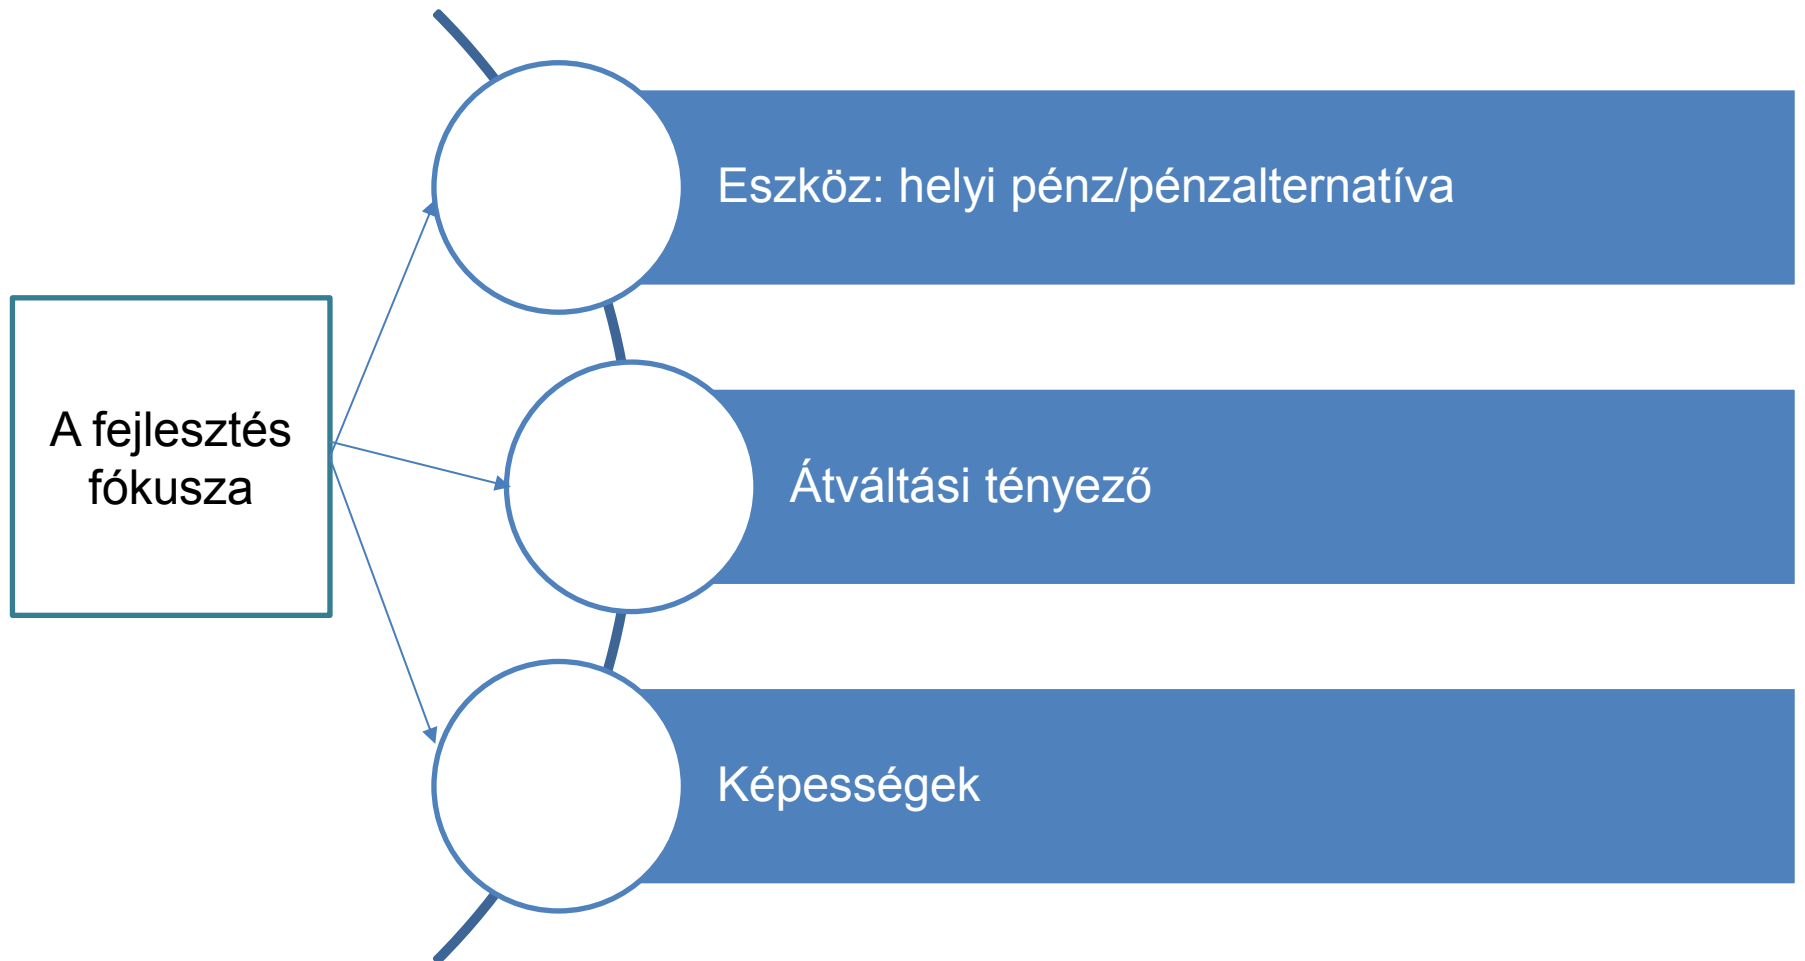 A fejlesztés
fókusza
Eszköz: helyi pénz/pénzalternatíva
Átváltási tényező
Képességek